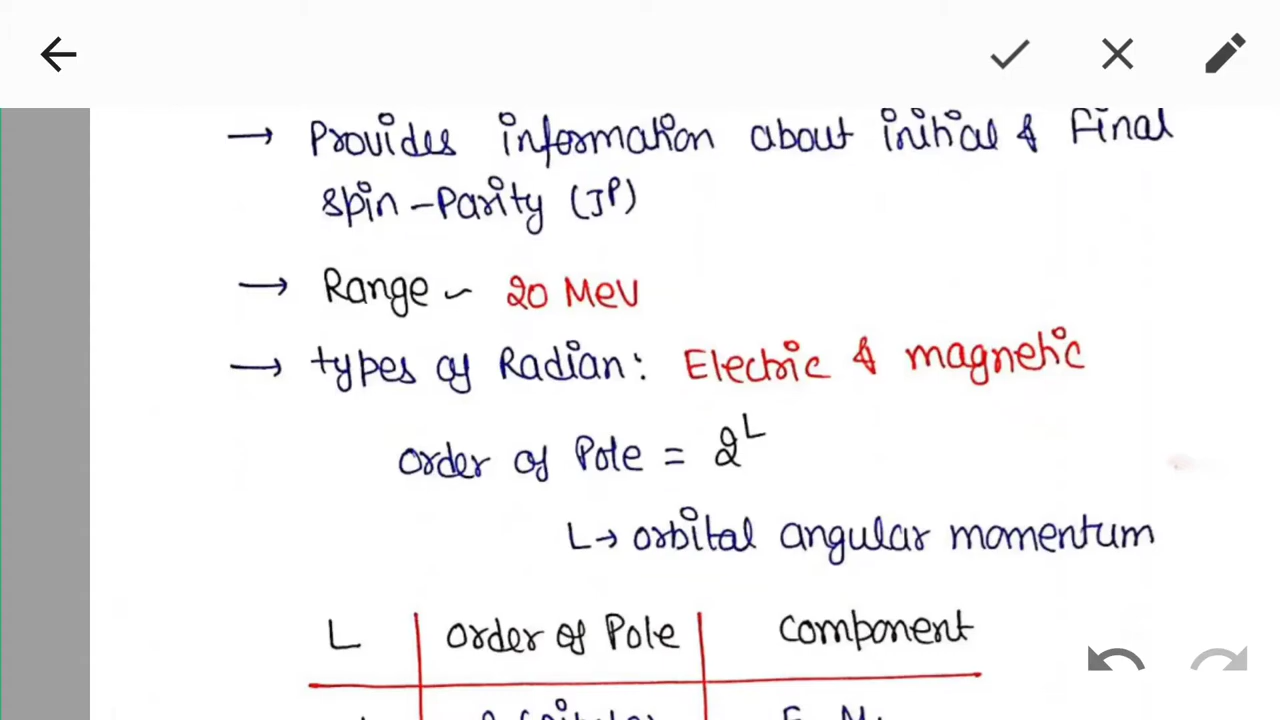 → Provides information about initial & Final
spin-Parity (JP)
→ Range ~ 20 MeV
→ types of Radian: Electric & magnetic
order of Pole = 2^L
L → orbital angular momentum
L order of Pole component